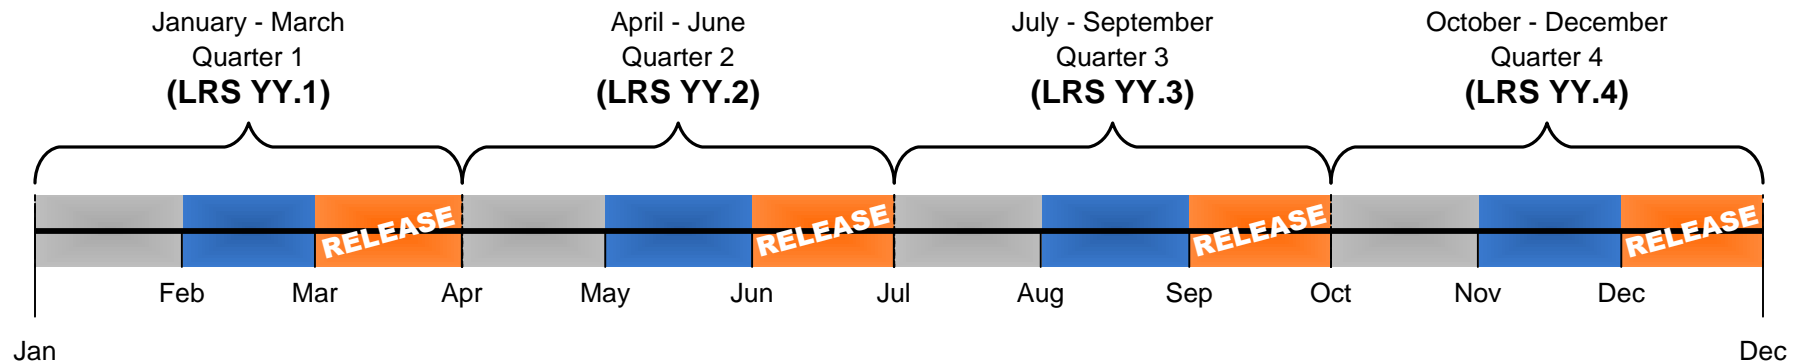 January - March
Quarter 1
(LRS YY.1)
April - June
Quarter 2
(LRS YY.2)
July - September
Quarter 3
(LRS YY.3)
October - December
Quarter 4
(LRS YY.4)
RELEASE
RELEASE
RELEASE
RELEASE
Feb
Mar
Apr
May
Jun
Jul
Aug
Sep
Oct
Nov
Dec
Jan
Dec